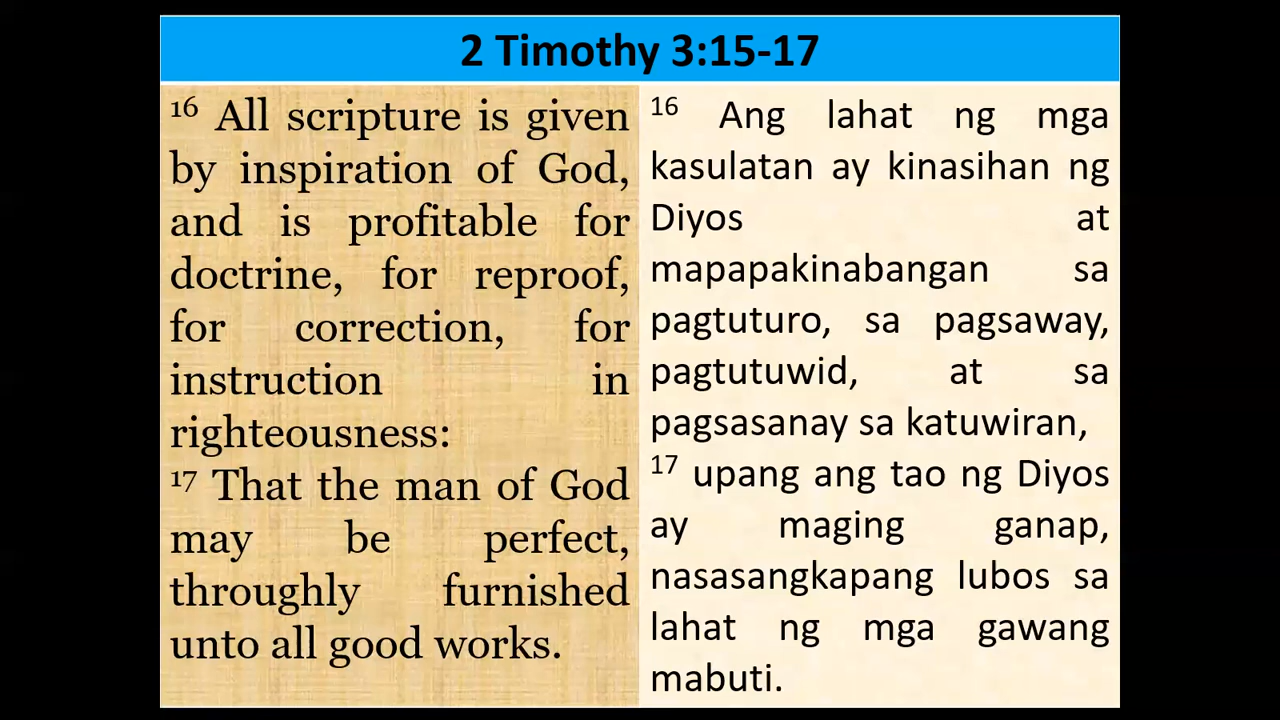 2 Timothy 3:15-17
16 All scripture is given
by inspiration of God,
and is profitable for
doctrine, for reproof,
for correction, for
instruction in
righteousness:
17 That the man of God
may be perfect,
throughly furnished
unto all good works.
16 Ang lahat ng mga
kasulatan ay kinasihan ng
Diyos at
mapapakinabangan sa
pagtuturo, sa pagsaway,
pagtutuwid, at sa
pagsasanay sa katuwiran,
17 upang ang tao ng Diyos
ay maging ganap,
nasasangkapang lubos sa
lahat ng mga gawang
mabuti.